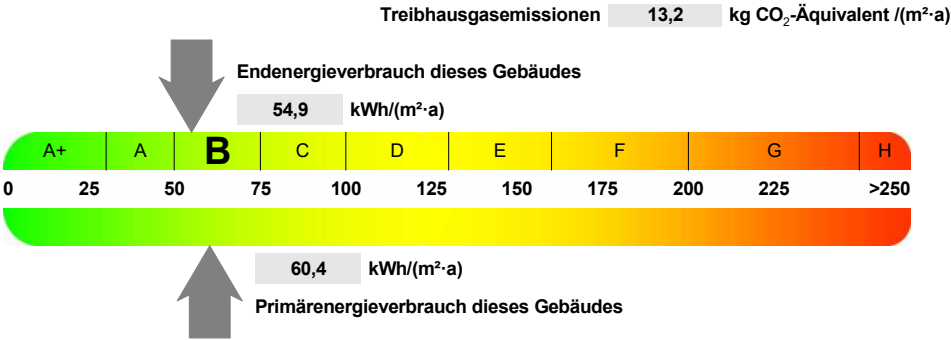 Treibhausgasemissionen 13,2 kg CO₂-Äquivalent /(m²·a)
Endenergieverbrauch dieses Gebäudes
54,9 kWh/(m²·a)
A+ A B C D E F G H
0 25 50 75 100 125 150 175 200 225 >250
60,4 kWh/(m²·a)
Primärenergieverbrauch dieses Gebäudes